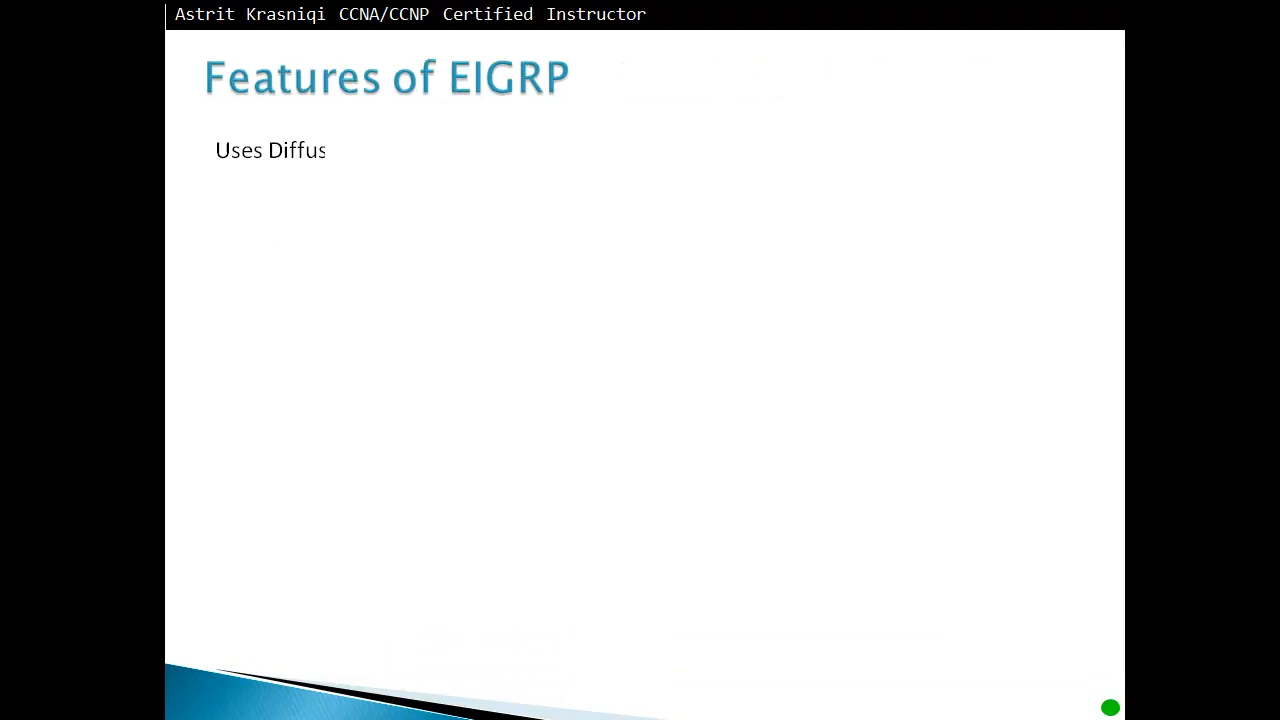 Astrit Krasniqi CCNA/CCNP Certified Instructor
Features of EIGRP
Uses Diffus